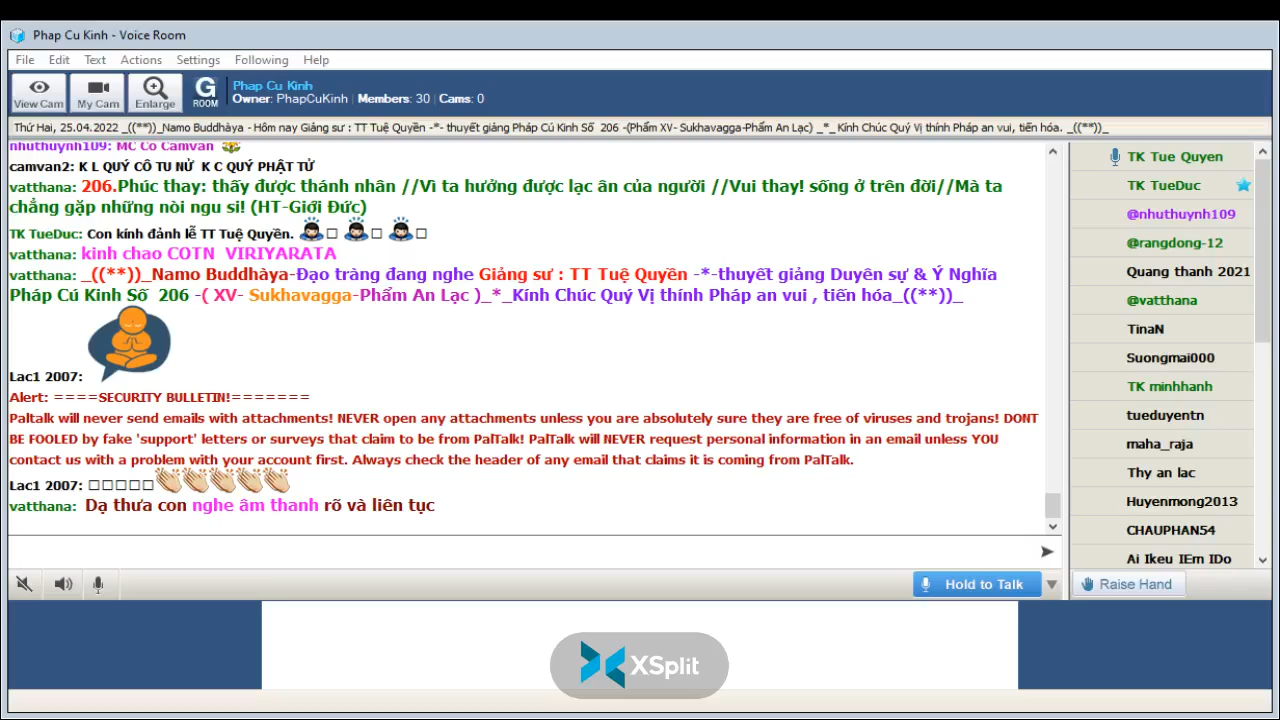 Phap Cu Kinh - Voice Room
File Edit Text Actions Settings Following Help
View Cam My Cam Enlarge G ROOM
Phap Cu Kinh
Owner: PhapCuKinh | Members: 30 | Cams: 0
Thứ Hai, 25.04.2022 _((**))_Namo Buddhàya - Hôm nay Giảng sư : TT Tuệ Quyền -*- thuyết giảng Pháp Cú Kinh Số 206 -(Phẩm XV- Sukhavagga-Phẩm An Lạc) _*_ Kính Chúc Quý Vị thính Pháp an vui, tiến hóa. _((**))_
nhuthuynh109: MC Co Camvan
camvan2: K L QUÝ CÔ TU NỬ K C QUÝ PHẬT TỬ
vatthana: 206.Phúc thay: thấy được thánh nhân //Vì ta hưởng được lạc ân của người //Vui thay! sống ở trên đời//Mà ta
chẳng gặp những nòi ngu si! (HT-Giới Đức)
TK TueDuc: Con kính đảnh lễ TT Tuệ Quyền.
vatthana: kinh chao COTN VIRIYARATA
vatthana: _((**))_Namo Buddhàya-Đạo tràng đang nghe Giảng sư : TT Tuệ Quyền -*-thuyết giảng Duyên sự & Ý Nghĩa
Pháp Cú Kinh Số 206 -( XV- Sukhavagga-Phẩm An Lạc )_*_Kính Chúc Quý Vị thính Pháp an vui , tiến hóa_((**))_
Lac1 2007:
Alert: ====SECURITY BULLETIN!=======
Paltalk will never send emails with attachments! NEVER open any attachments unless you are absolutely sure they are free of viruses and trojans! DONT
BE FOOLED by fake 'support' letters or surveys that claim to be from PalTalk! PalTalk will NEVER request personal information in an email unless YOU
contact us with a problem with your account first. Always check the header of any email that claims it is coming from PalTalk.
Lac1 2007:
vatthana: Dạ thưa con nghe âm thanh rõ và liên tục
Hold to Talk
TK Tue Quyen
TK TueDuc
@nhuthuynh109
@rangdong-12
Quang thanh 2021
@vatthana
TinaN
Suongmai000
TK minhhanh
tueduyentn
maha_raja
Thy an lac
Huyenmong2013
CHAUPHAN54
Ai Ikeu IEm IDo
Raise Hand
XSplit